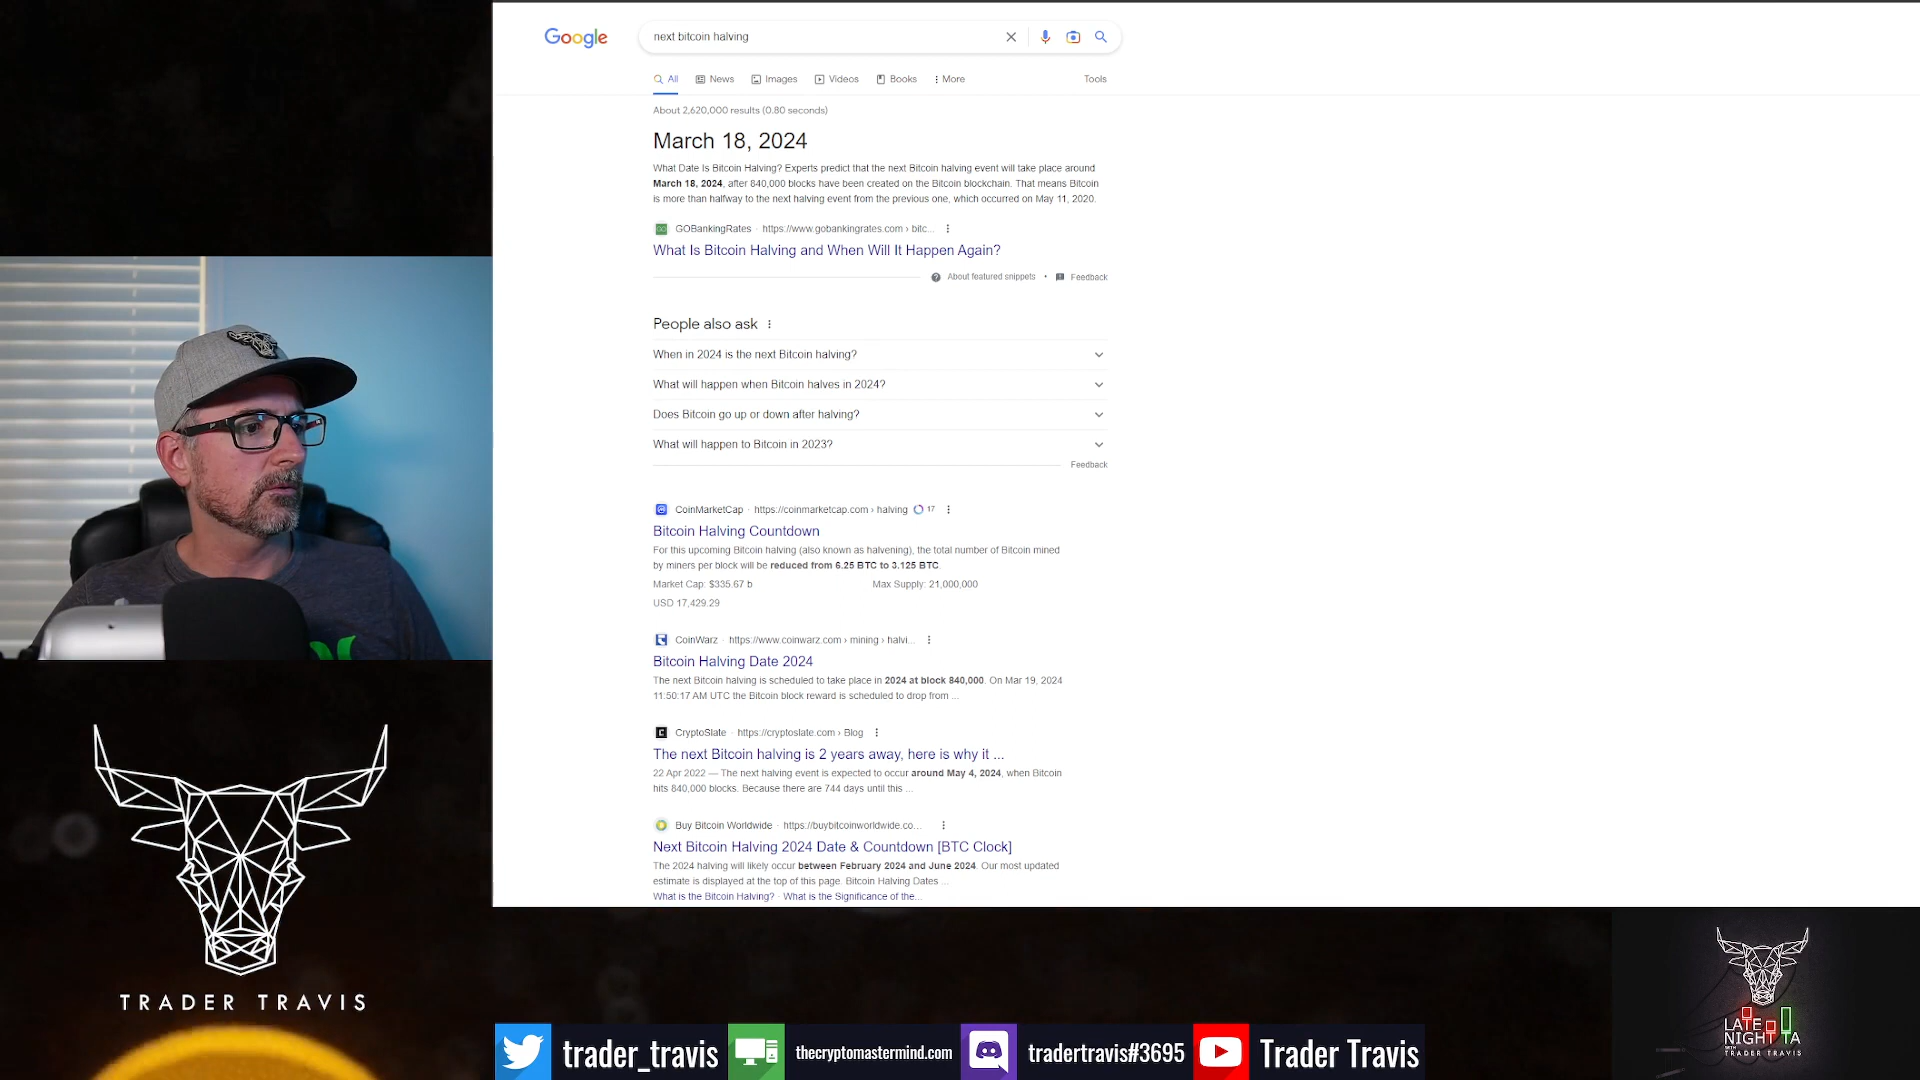 Google
next bitcoin halving
All
News
Images
Videos
Books
More
Tools
About 2,620,000 results (0.80 seconds)
March 18, 2024
What Date Is Bitcoin Halving? Experts predict that the next Bitcoin halving event will take place around
March 18, 2024, after 840,000 blocks have been created on the Bitcoin blockchain. That means Bitcoin
is more than halfway to the next halving event from the previous one, which occurred on May 11, 2020.
GOBankingRates · https://www.gobankingrates.com › bitc...
What Is Bitcoin Halving and When Will It Happen Again?
About featured snippets • Feedback
People also ask
When in 2024 is the next Bitcoin halving?
What will happen when Bitcoin halves in 2024?
Does Bitcoin go up or down after halving?
What will happen to Bitcoin in 2023?
Feedback
CoinMarketCap · https://coinmarketcap.com › halving 17
Bitcoin Halving Countdown
For this upcoming Bitcoin halving (also known as halvening), the total number of Bitcoin mined
by miners per block will be reduced from 6.25 BTC to 3.125 BTC.
Market Cap: $335.67 b Max Supply: 21,000,000
USD 17,429.29
CoinWarz · https://www.coinwarz.com › mining › halvi...
Bitcoin Halving Date 2024
The next Bitcoin halving is scheduled to take place in 2024 at block 840,000. On Mar 19, 2024
11:50:17 AM UTC the Bitcoin block reward is scheduled to drop from ...
CryptoSlate · https://cryptoslate.com › Blog
The next Bitcoin halving is 2 years away, here is why it ...
22 Apr 2022 — The next halving event is expected to occur around May 4, 2024, when Bitcoin
hits 840,000 blocks. Because there are 744 days until this ...
Buy Bitcoin Worldwide · https://buybitcoinworldwide.co...
Next Bitcoin Halving 2024 Date & Countdown [BTC Clock]
The 2024 halving will likely occur between February 2024 and June 2024. Our most updated
estimate is displayed at the top of this page. Bitcoin Halving Dates ...
What is the Bitcoin Halving? · What is the Significance of the...
TRADER TRAVIS
trader_travis
thecryptomastermind.com
tradertravis#3695
Trader Travis
LATE
NIGHT TA
WITH
TRADER TRAVIS